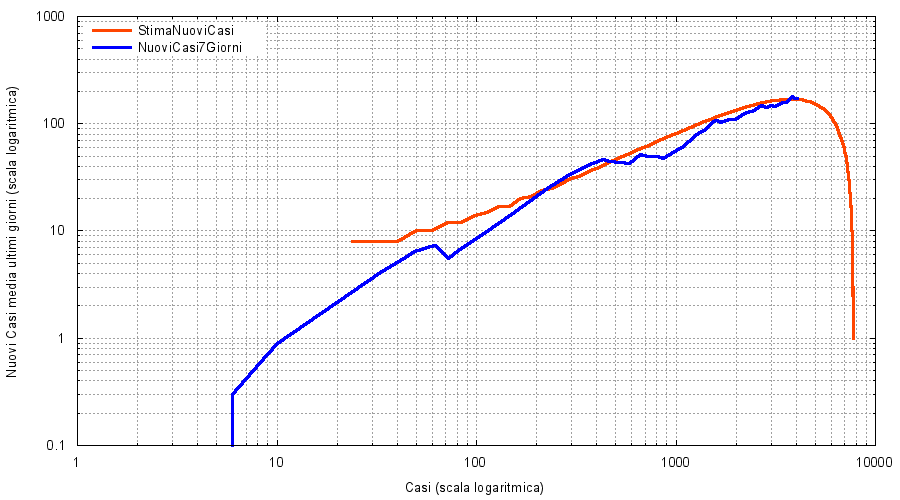 1000
StimaNuoviCasi
NuoviCasi7Giorni
100
10
1
0.1
Nuovi Casi media ultimi giorni (scala logaritmica)
1 10 100 1000 10000
Casi (scala logaritmica)